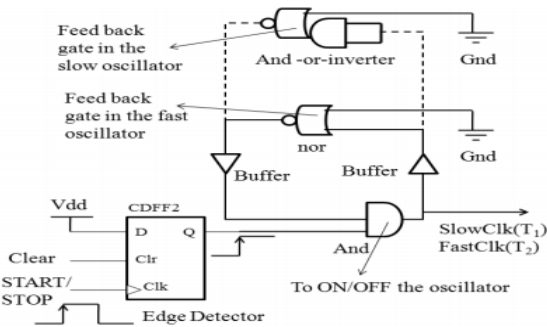 Feed back
gate in the
slow oscillator
And -or-inverter
Gnd
Feed back
gate in the fast
oscillator
nor
Gnd
Buffer
Buffer
Vdd
CDFF2
D
Q
Clr
Clk
Clear
START/
STOP
And
SlowClk(T1)
FastClk(T2)
To ON/OFF the oscillator
Edge Detector